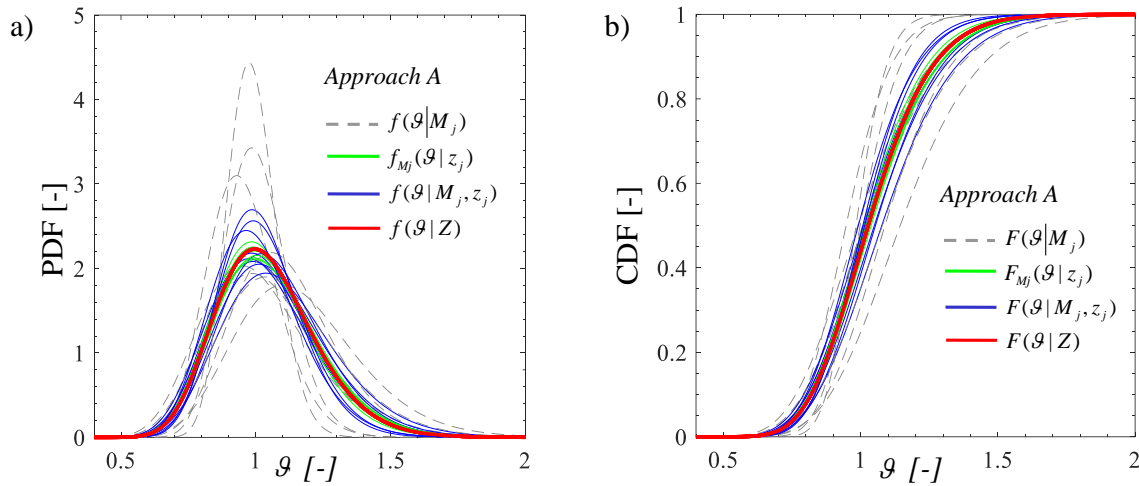 a)
PDF [-]
5
4
3
2
1
0
0.5
1
1.5
2
ϑ [-]
Approach A
f(ϑ|M_j)
f_Mj(ϑ|z_j)
f(ϑ|M_j,z_j)
f(ϑ|Z)
b)
CDF [-]
1
0.8
0.6
0.4
0.2
0
0.5
1
1.5
2
ϑ [-]
Approach A
F(ϑ|M_j)
F_Mj(ϑ|z_j)
F(ϑ|M_j,z_j)
F(ϑ|Z)